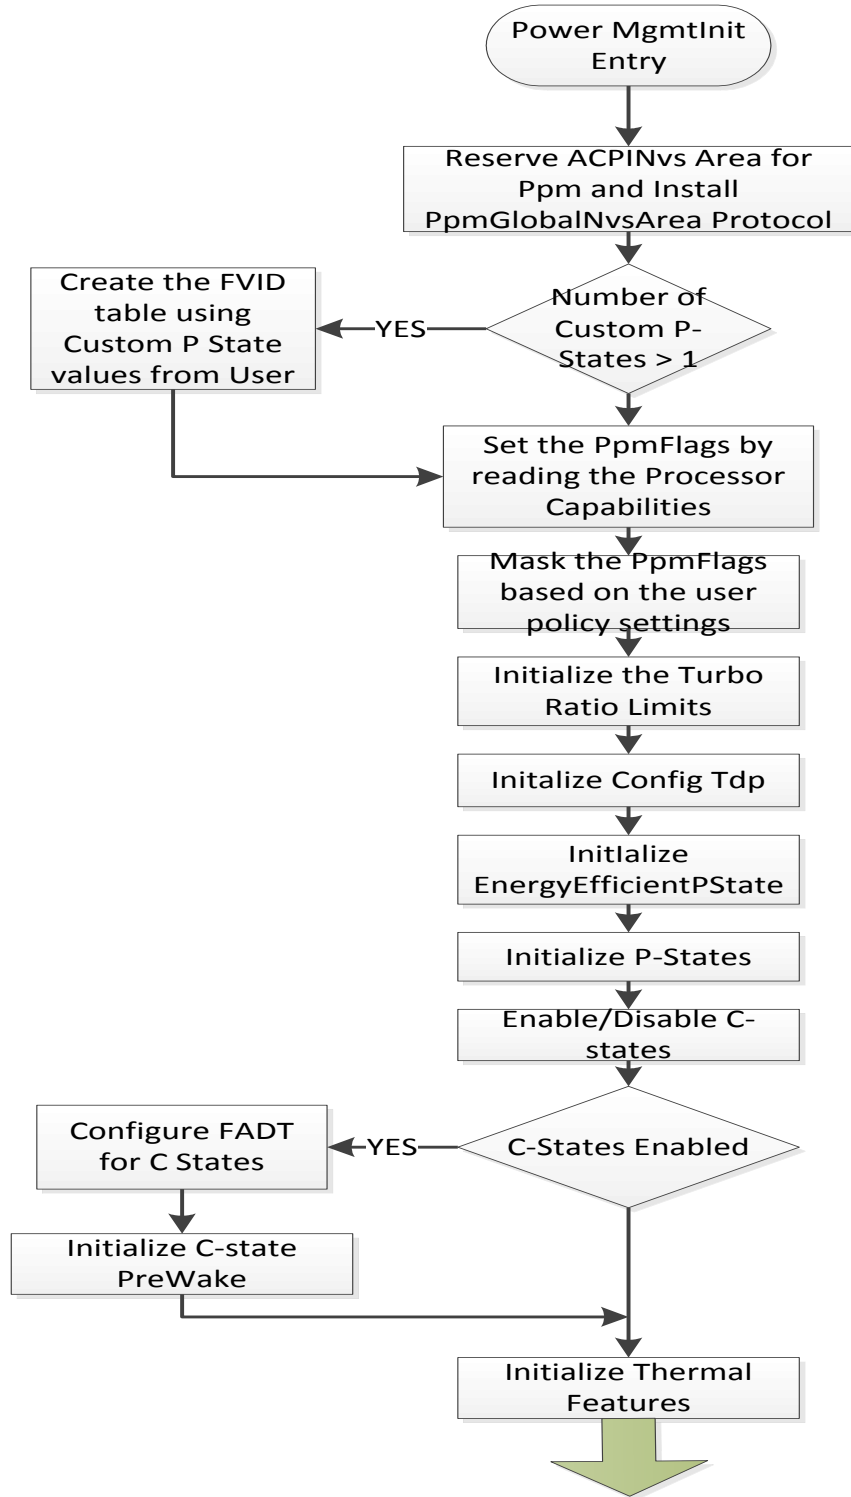 Power MgmtInit
Entry
Reserve ACPINvs Area for
Ppm and Install
PpmGlobalNvsArea Protocol
Create the FVID
table using
Custom P State
values from User
YES
Number of
Custom P-
States > 1
Set the PpmFlags by
reading the Processor
Capabilities
Mask the PpmFlags
based on the user
policy settings
Initialize the Turbo
Ratio Limits
Initalize Config Tdp
InitIalize
EnergyEfficientPState
Initialize P-States
Enable/Disable C-
states
Configure FADT
for C States
YES
C-States Enabled
Initialize C-state
PreWake
Initialize Thermal
Features